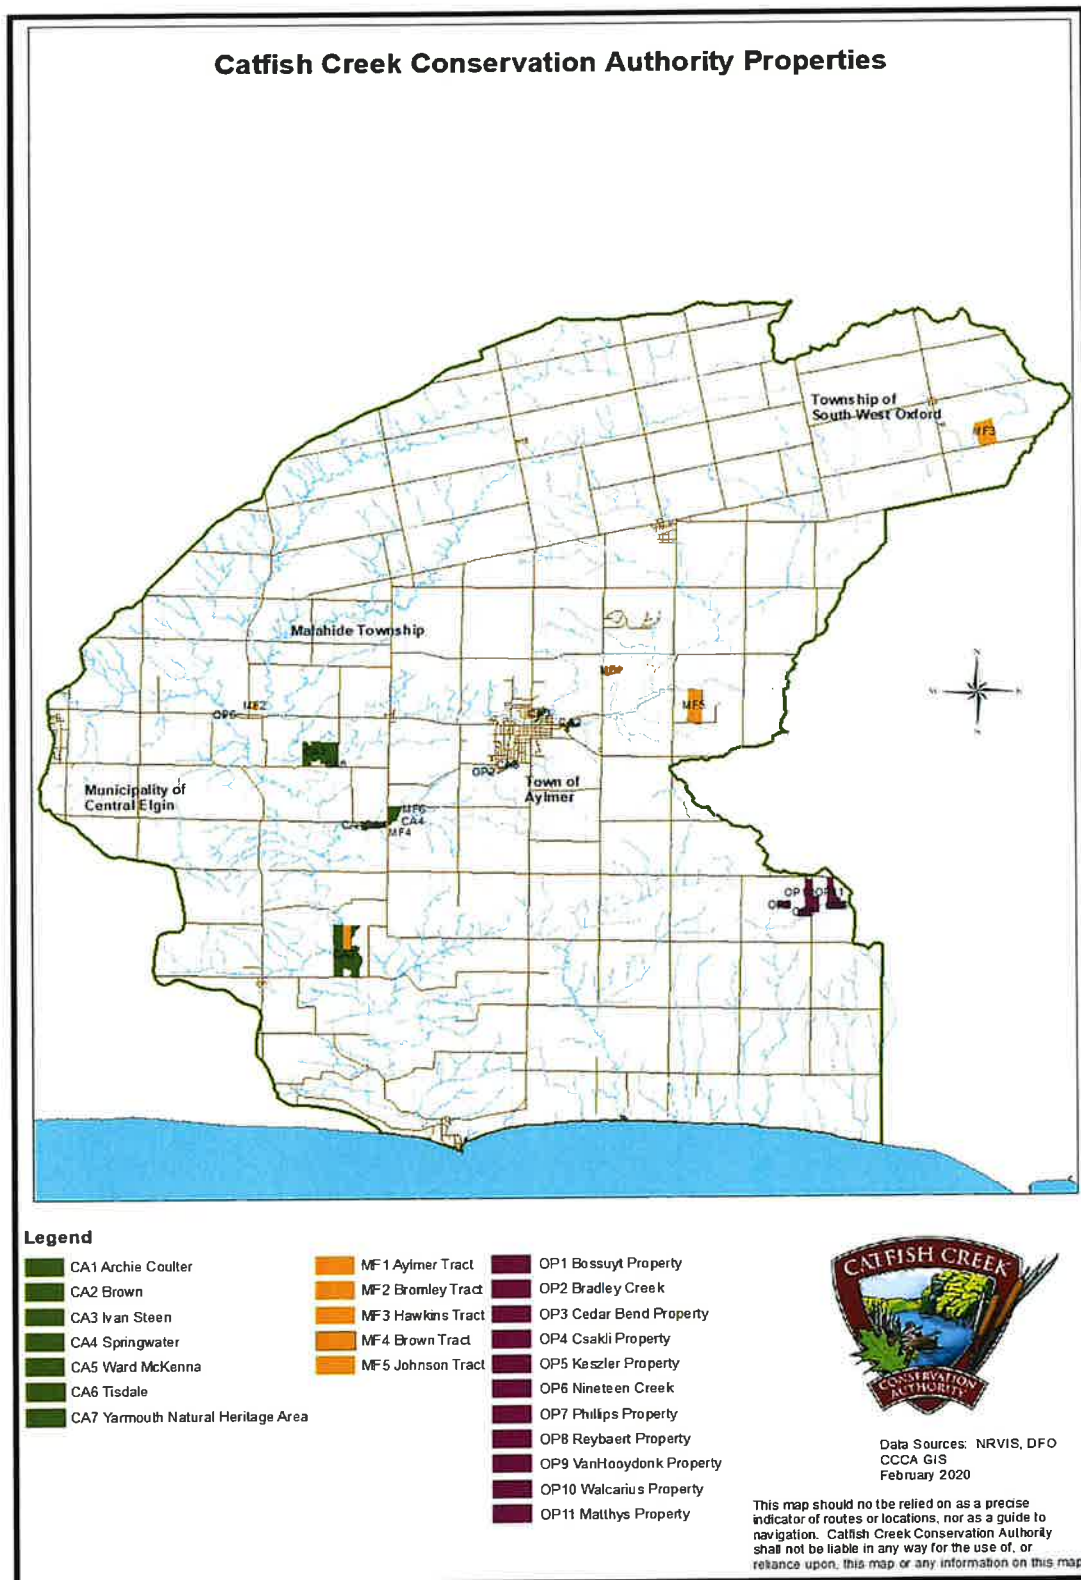 Catfish Creek Conservation Authority Properties
Township of
South-West Oxford
MF3
Malahide Township
MF2
OP6
MF5
CA2
OP2
Town of
Aylmer
Municipality of
Central Elgin
MF6
CA4
MF4
N
W
E
S
Legend
CA1 Archie Coulter
CA2 Brown
CA3 Ivan Steen
CA4 Springwater
CA5 Ward McKenna
CA6 Tisdale
CA7 Yarmouth Natural Heritage Area
MF1 Aylmer Tract
MF2 Bromley Tract
MF3 Hawkins Tract
MF4 Brown Tract
MF5 Johnson Tract
OP1 Bossuyt Property
OP2 Bradley Creek
OP3 Cedar Bend Property
OP4 Csakli Property
OP5 Keszler Property
OP6 Nineteen Creek
OP7 Phillips Property
OP8 Reybaert Property
OP9 VanHooydonk Property
OP10 Walcarius Property
OP11 Matthys Property
CATFISH CREEK
CONSERVATION
AUTHORITY
Data Sources: NRVIS, DFO
CCCA GIS
February 2020
This map should no tbe relied on as a precise
indicator of routes or locations, nor as a guide to
navigation. Catfish Creek Conservation Authority
shall not be liable in any way for the use of, or
reliance upon, this map or any information on this map